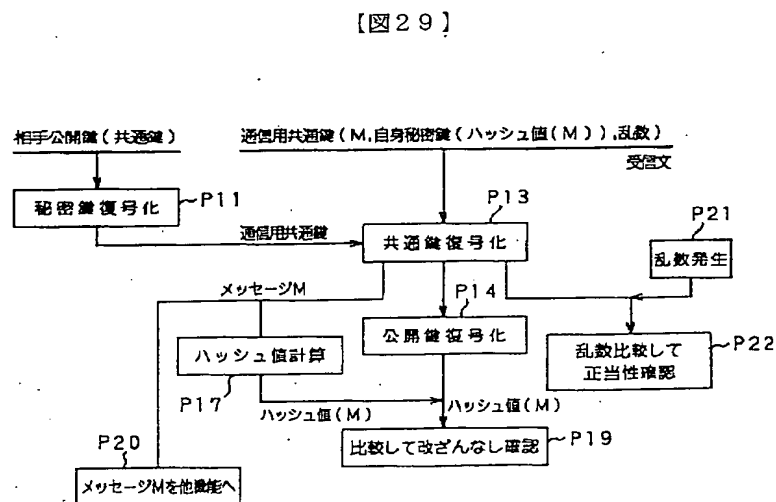 【図２９】
相手公開鍵(共通鍵)
通信用共通鍵(M,自身秘密鍵(ハッシュ値(M)),乱数)
受信文
秘密鍵復号化
P11
P13
P21
通信用共通鍵
共通鍵復号化
乱数発生
メッセージM
P14
公開鍵復号化
ハッシュ値計算
乱数比較して
正当性確認
P22
P17
ハッシュ値(M)
ハッシュ値(M)
P20
比較して改ざんなし確認
P19
メッセージMを他機能へ